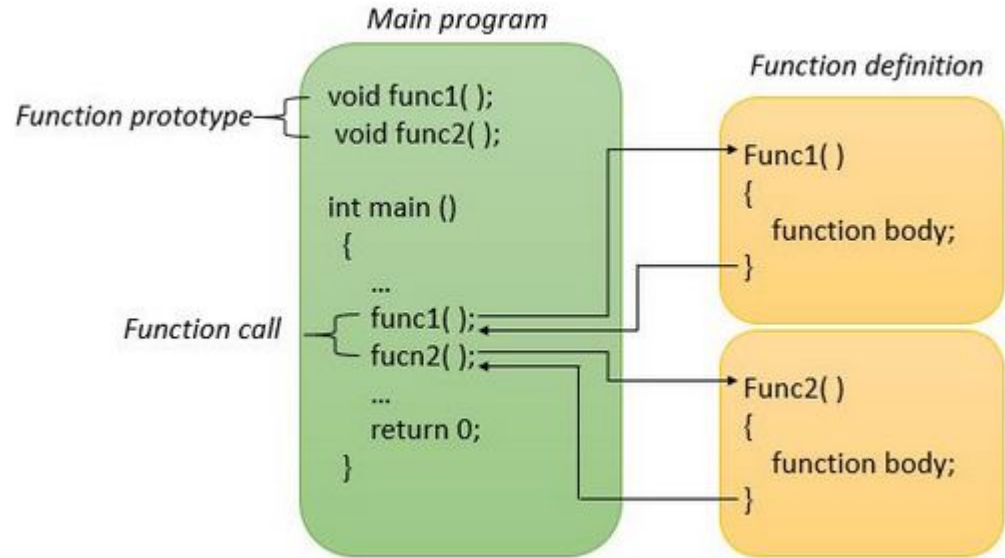 Main program
Function prototype
void func1( );
void func2( );
int main ()
{
...
Function call
func1( );
fucn2( );
...
return 0;
}
Function definition
Func1( )
{
function body;
}
Func2( )
{
function body;
}